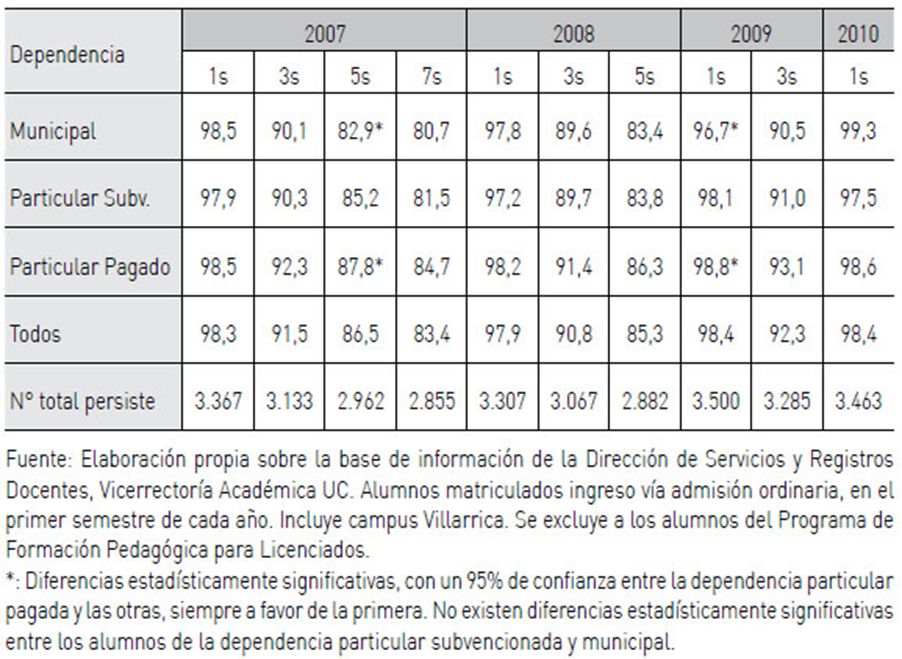 Dependencia 2007 2008 2009 2010
1s 3s 5s 7s 1s 3s 5s 1s 3s 1s
Municipal 98,5 90,1 82,9* 80,7 97,8 89,6 83,4 96,7* 90,5 99,3
Particular Subv. 97,9 90,3 85,2 81,5 97,2 89,7 83,8 98,1 91,0 97,5
Particular Pagado 98,5 92,3 87,8* 84,7 98,2 91,4 86,3 98,8* 93,1 98,6
Todos 98,3 91,5 86,5 83,4 97,9 90,8 85,3 98,4 92,3 98,4
N° total persiste 3.367 3.133 2.962 2.855 3.307 3.067 2.882 3.500 3.285 3.463
Fuente: Elaboración propia sobre la base de información de la Dirección de Servicios y Registros
Docentes, Vicerrectoría Académica UC. Alumnos matriculados ingreso vía admisión ordinaria, en el
primer semestre de cada año. Incluye campus Villarrica. Se excluye a los alumnos del Programa de
Formación Pedagógica para Licenciados.
*: Diferencias estadísticamente significativas, con un 95% de confianza entre la dependencia particular
pagada y las otras, siempre a favor de la primera. No existen diferencias estadísticamente significativas
entre los alumnos de la dependencia particular subvencionada y municipal.